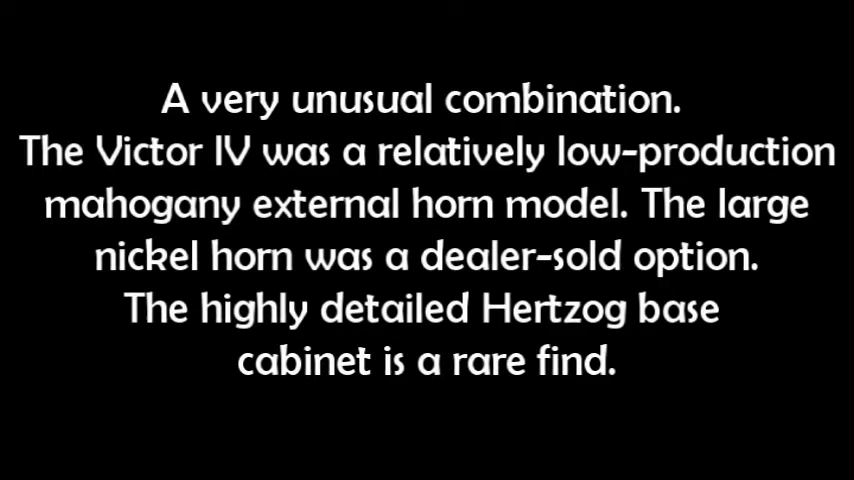 A very unusual combination.
The Victor IV was a relatively low-production
mahogany external horn model. The large
nickel horn was a dealer-sold option.
The highly detailed Hertzog base
cabinet is a rare find.